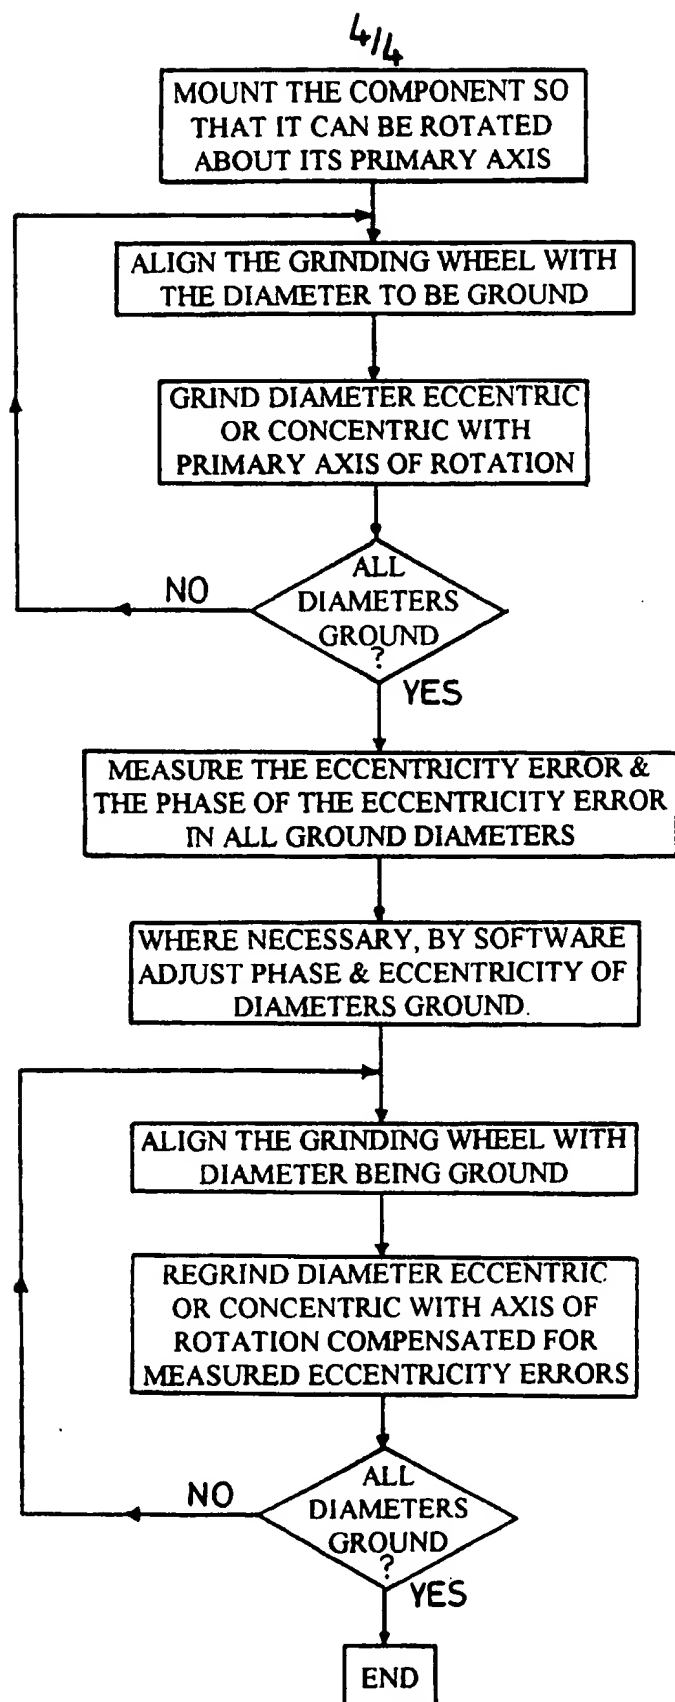 4/4
MOUNT THE COMPONENT SO
THAT IT CAN BE ROTATED
ABOUT ITS PRIMARY AXIS
ALIGN THE GRINDING WHEEL WITH
THE DIAMETER TO BE GROUND
GRIND DIAMETER ECCENTRIC
OR CONCENTRIC WITH
PRIMARY AXIS OF ROTATION
ALL
DIAMETERS
GROUND
?
NO
YES
MEASURE THE ECCENTRICITY ERROR &
THE PHASE OF THE ECCENTRICITY ERROR
IN ALL GROUND DIAMETERS
WHERE NECESSARY, BY SOFTWARE
ADJUST PHASE & ECCENTRICITY OF
DIAMETERS GROUND.
ALIGN THE GRINDING WHEEL WITH
DIAMETER BEING GROUND
REGRIND DIAMETER ECCENTRIC
OR CONCENTRIC WITH AXIS OF
ROTATION COMPENSATED FOR
MEASURED ECCENTRICITY ERRORS
ALL
DIAMETERS
GROUND
?
NO
YES
END